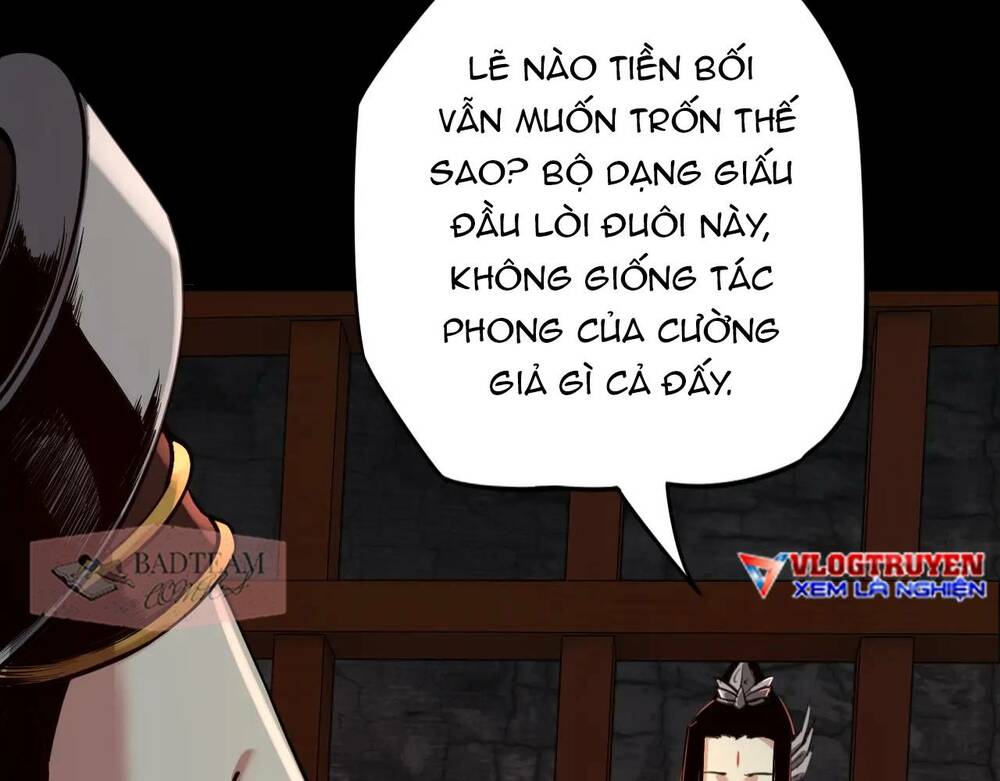 LẼ NÀO TIỀN BỐI
VẪN MUỐN TRỐN THẾ
SAO? BỘ DẠNG GIẤU
ĐẦU LÒI ĐUÔI NÀY,
KHÔNG GIỐNG TÁC
PHONG CỦA CƯỜNG
GIẢ GÌ CẢ ĐẤY.
BADTEAM
COMICS
VLOGTRUYEN
XEM LÀ NGHIỆN